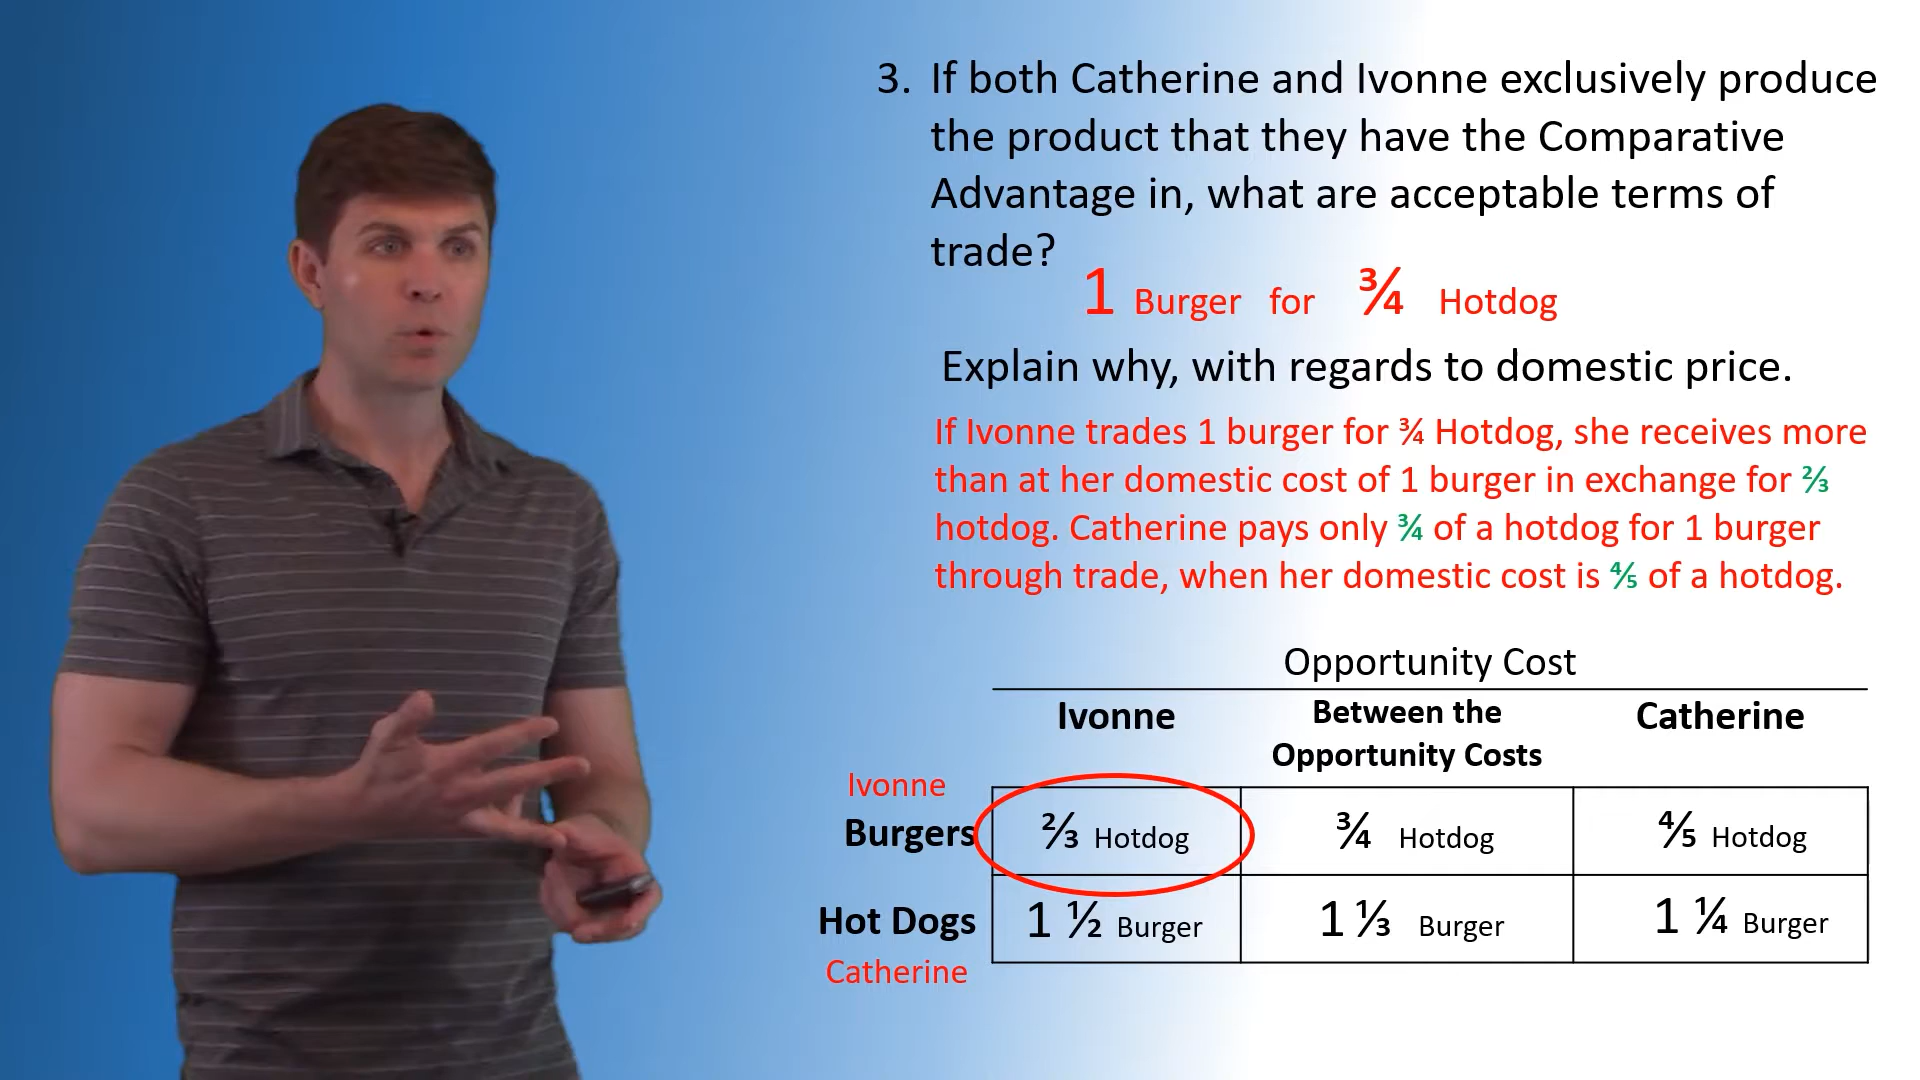 3. If both Catherine and Ivonne exclusively produce
the product that they have the Comparative
Advantage in, what are acceptable terms of
trade?
1 Burger for ¾ Hotdog
Explain why, with regards to domestic price.
If Ivonne trades 1 burger for ¾ Hotdog, she receives more
than at her domestic cost of 1 burger in exchange for ⅔
hotdog. Catherine pays only ¾ of a hotdog for 1 burger
through trade, when her domestic cost is ⅘ of a hotdog.
Opportunity Cost
Ivonne Between the Opportunity Costs Catherine
Ivonne
Burgers ⅔ Hotdog ¾ Hotdog ⅘ Hotdog
Hot Dogs 1 ½ Burger 1 ⅓ Burger 1 ¼ Burger
Catherine